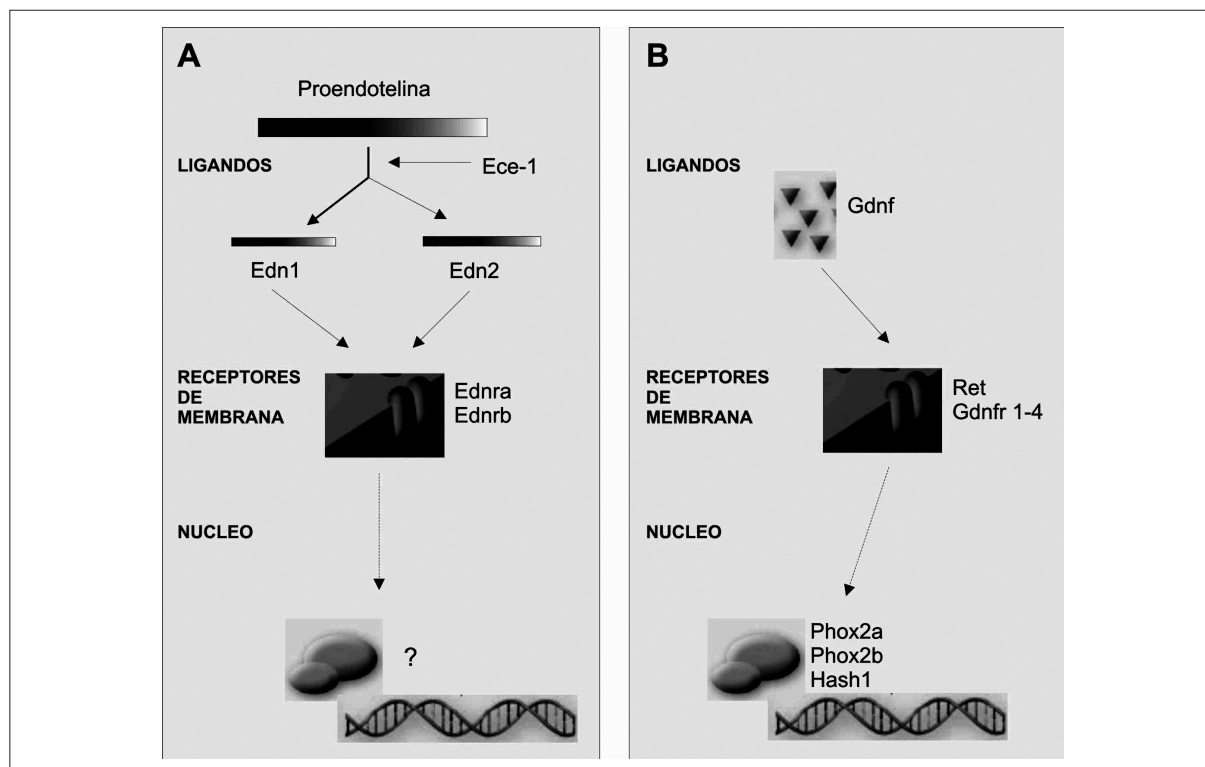 A
Proendotelina
LIGANDOS
Ece-1
Edn1
Edn2
RECEPTORES
DE
MEMBRANA
Ednra
Ednrb
NUCLEO
?
B
LIGANDOS
Gdnf
RECEPTORES
DE
MEMBRANA
Ret
Gdnfr 1-4
NUCLEO
Phox2a
Phox2b
Hash1